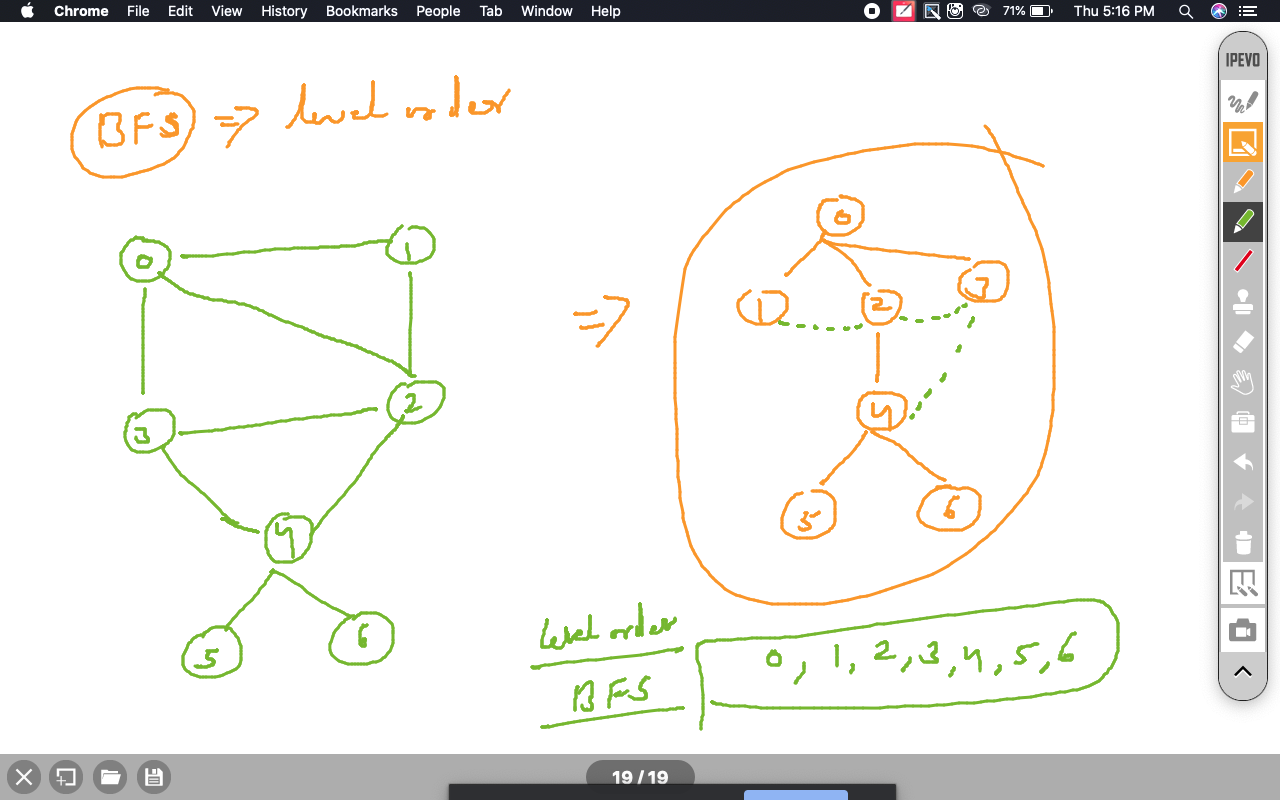 Chrome File Edit View History Bookmarks People Tab Window Help 71% Thu 5:16 PM
IPEVO
BFS => level order
0 1
3 2
4
5 6
=>
0
1 2 3
4
5 6
level order
BFS
0, 1, 2, 3, 4, 5, 6
19 / 19